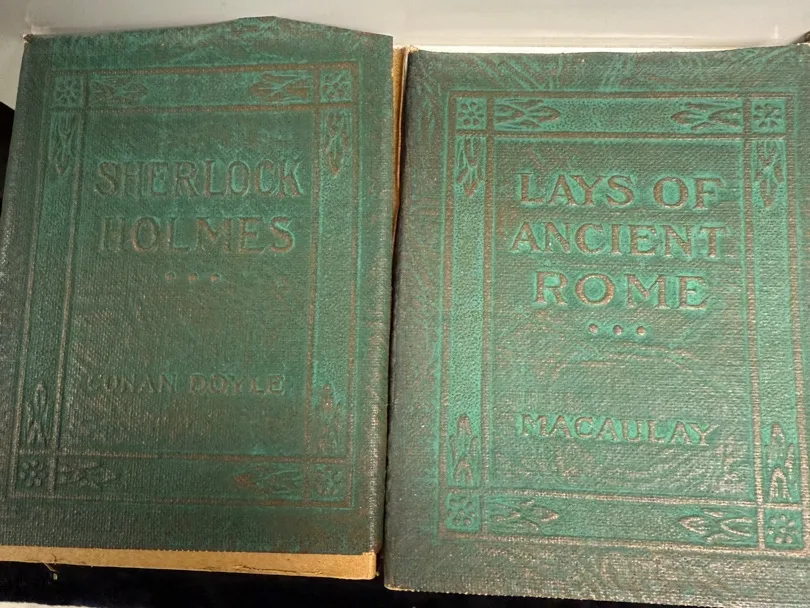 SHERLOCK
HOLMES
CONAN DOYLE
LAYS OF
ANCIENT
ROME
MACAULAY